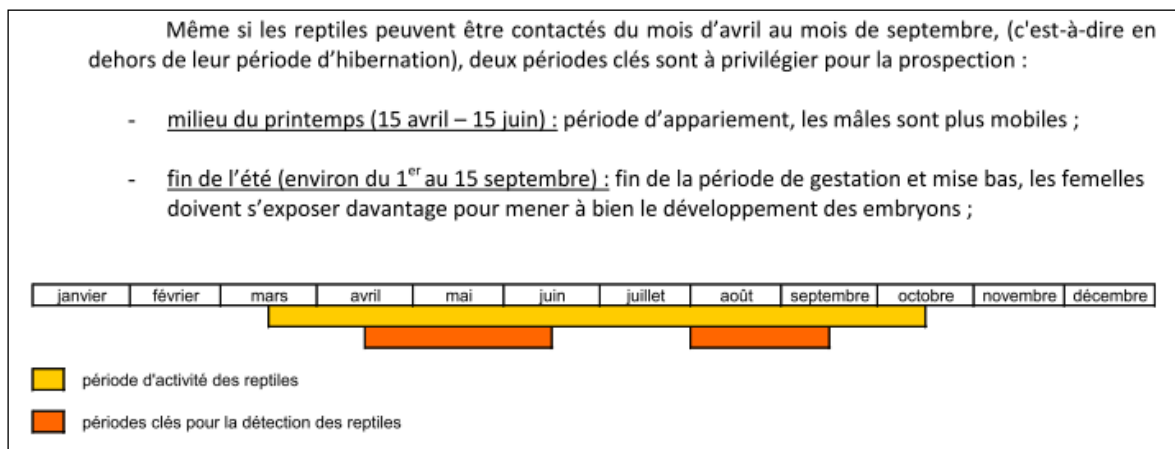 Même si les reptiles peuvent être contactés du mois d’avril au mois de septembre, (c'est-à-dire en
dehors de leur période d’hibernation), deux périodes clés sont à privilégier pour la prospection :
- milieu du printemps (15 avril – 15 juin) : période d’appariement, les mâles sont plus mobiles ;
- fin de l’été (environ du 1er au 15 septembre) : fin de la période de gestation et mise bas, les femelles
doivent s’exposer davantage pour mener à bien le développement des embryons ;
janvier février mars avril mai juin juillet août septembre octobre novembre décembre
période d'activité des reptiles
périodes clés pour la détection des reptiles